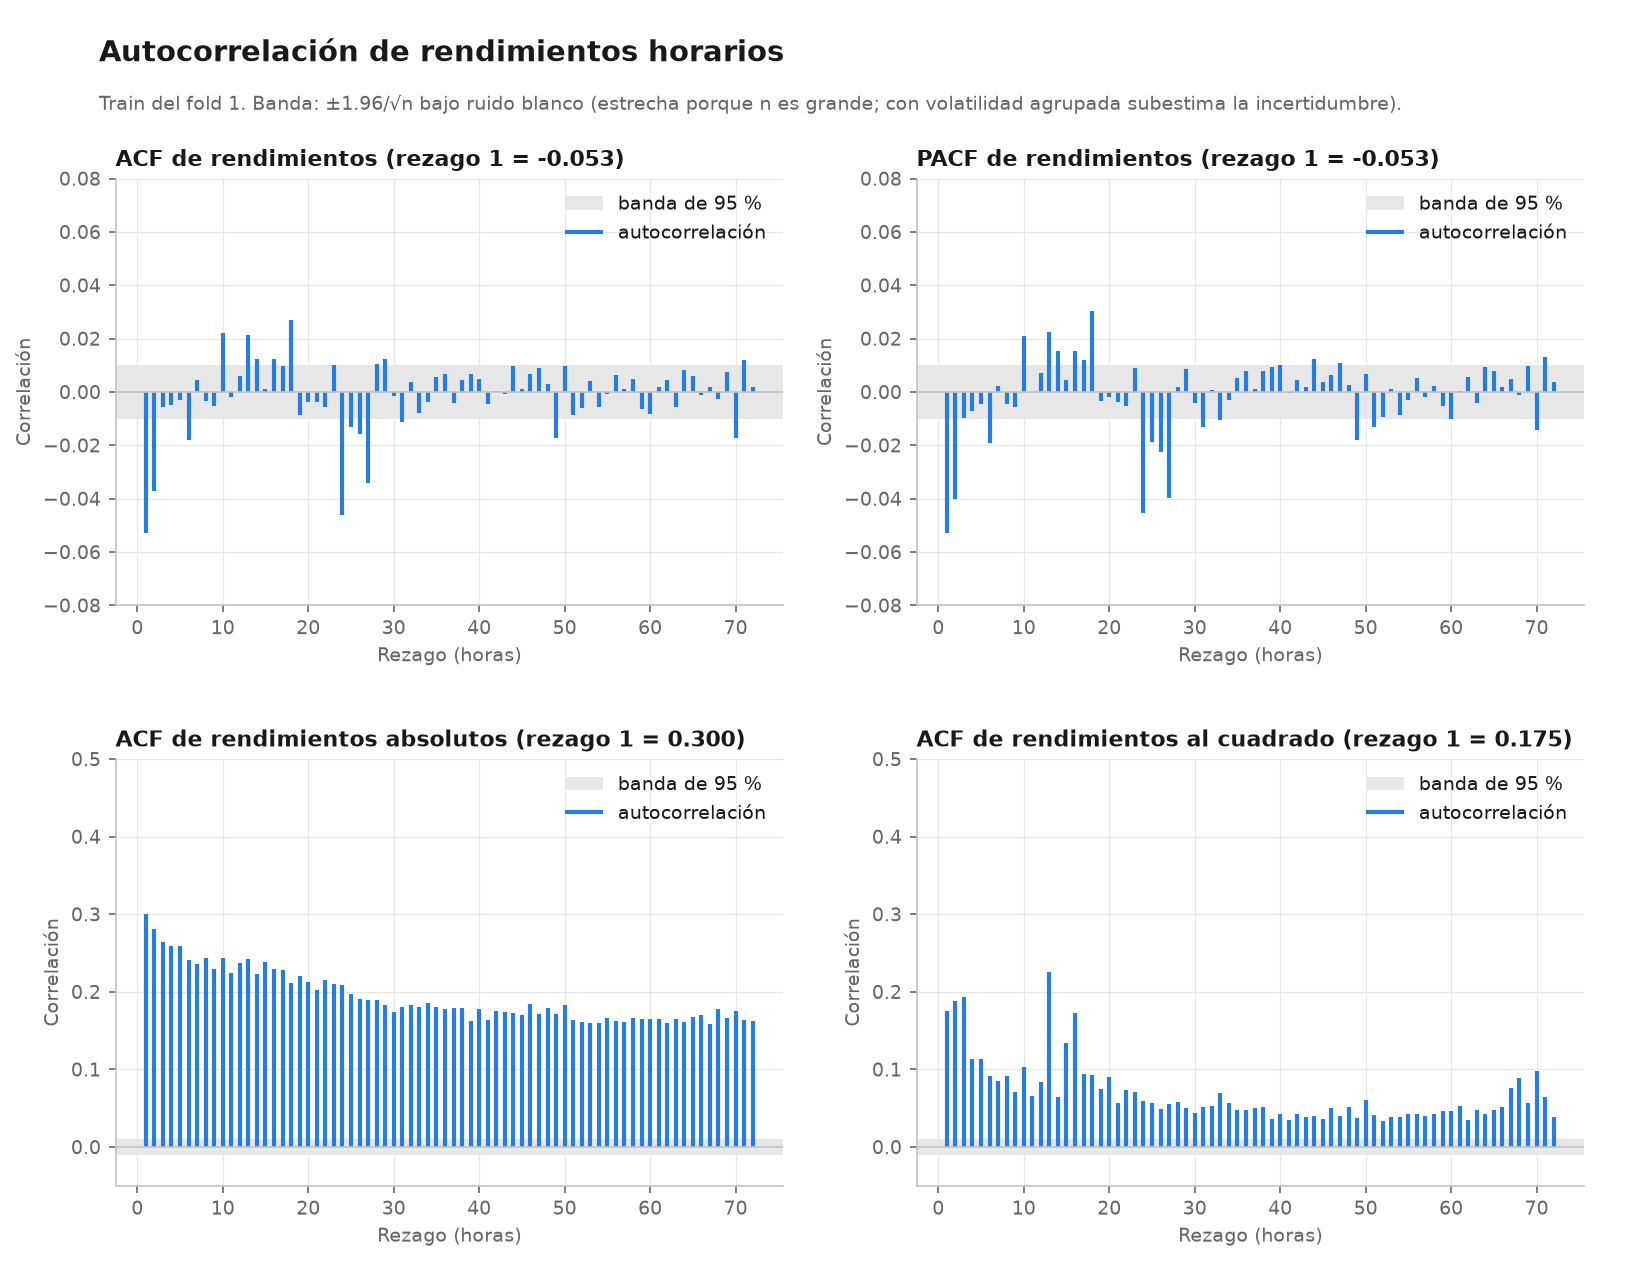 Autocorrelación de rendimientos horarios
Train del fold 1. Banda: ±1.96/√n bajo ruido blanco (estrecha porque n es grande; con volatilidad agrupada subestima la incertidumbre).
ACF de rendimientos (rezago 1 = -0.053)
0.08
0.06
0.04
0.02
0.00
−0.02
−0.04
−0.06
−0.08
Correlación
banda de 95 %
autocorrelación
0 10 20 30 40 50 60 70
Rezago (horas)
PACF de rendimientos (rezago 1 = -0.053)
0.08
0.06
0.04
0.02
0.00
−0.02
−0.04
−0.06
−0.08
Correlación
banda de 95 %
autocorrelación
0 10 20 30 40 50 60 70
Rezago (horas)
ACF de rendimientos absolutos (rezago 1 = 0.300)
0.5
0.4
0.3
0.2
0.1
0.0
Correlación
banda de 95 %
autocorrelación
0 10 20 30 40 50 60 70
Rezago (horas)
ACF de rendimientos al cuadrado (rezago 1 = 0.175)
0.5
0.4
0.3
0.2
0.1
0.0
Correlación
banda de 95 %
autocorrelación
0 10 20 30 40 50 60 70
Rezago (horas)